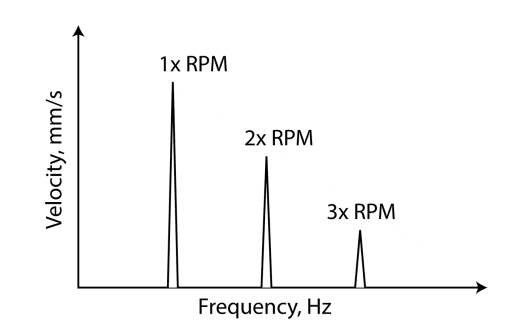 1x RPM
2x RPM
3x RPM
Velocity, mm/s
Frequency, Hz